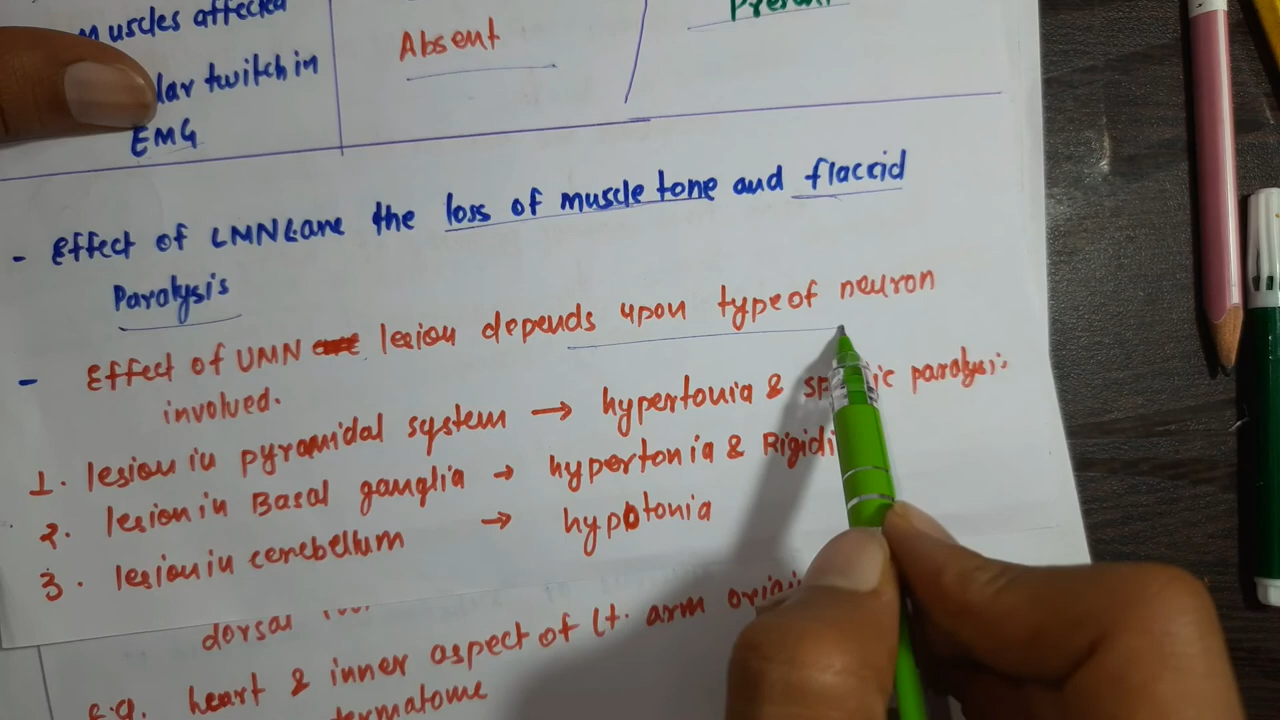 Muscles affected
Absent
Present
lar twitch in
EMG
- Effect of LMNL are the loss of muscle tone and flaccid
Paralysis
- Effect of UMN lesion depends upon type of neuron
involved.
1. lesion in pyramidal system → hypertonia & sp ic paralysis
2. lesion in Basal ganglia → hypertonia & Rigidi
3. lesion in cerebellum → hypotonia
dorsal
e.g. heart & inner aspect of lt. arm origi
dermatome